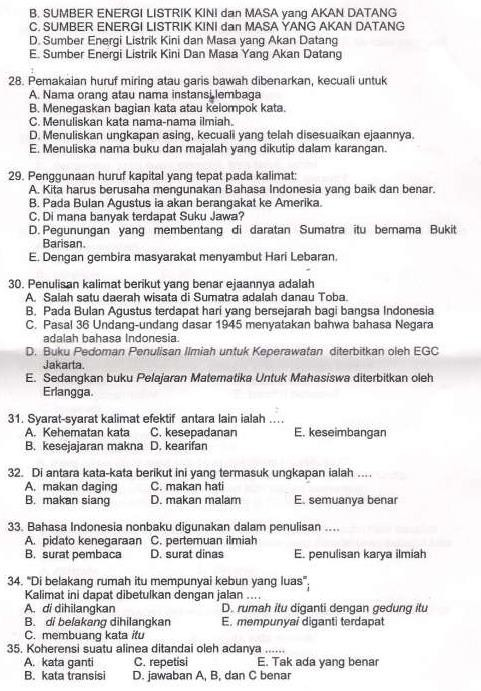 B. SUMBER ENERGI LISTRIK KINI dan MASA yang AKAN DATANG
C. SUMBER ENERGI LISTRIK KINI dan MASA YANG AKAN DATANG
D. Sumber Energi Listrik Kini dan Masa yang Akan Datang
E. Sumber Energi Listrik Kini Dan Masa Yang Akan Datang
28. Pemakaian huruf miring atau garis bawah dibenarkan, kecuali untuk
A. Nama orang atau nama instansi lembaga
B. Menegaskan bagian kata atau kelompok kata.
C. Menuliskan kata nama-nama ilmiah.
D. Menuliskan ungkapan asing, kecuali yang telah disesuaikan ejaannya.
E. Menuliska nama buku dan majalah yang dikutip dalam karangan.
29. Penggunaan huruf kapital yang tepat pada kalimat:
A. Kita harus berusaha mengunakan Bahasa Indonesia yang baik dan benar.
B. Pada Bulan Agustus ia akan berangakat ke Amerika.
C. Di mana banyak terdapat Suku Jawa?
D. Pegunungan yang membentang di daratan Sumatra itu bernama Bukit
Barisan.
E. Dengan gembira masyarakat menyambut Hari Lebaran.
30. Penulisan kalimat berikut yang benar ejaannya adalah
A. Salah satu daerah wisata di Sumatra adalah danau Toba.
B. Pada Bulan Agustus terdapat hari yang bersejarah bagi bangsa Indonesia
C. Pasal 36 Undang-undang dasar 1945 menyatakan bahwa bahasa Negara
adalah bahasa Indonesia.
D. Buku Pedoman Penulisan Ilmiah untuk Keperawatan diterbitkan oleh EGC
Jakarta.
E. Sedangkan buku Pelajaran Matematika Untuk Mahasiswa diterbitkan oleh
Erlangga.
31. Syarat-syarat kalimat efektif antara lain ialah ....
A. Kehematan kata C. kesepadanan E. keseimbangan
B. kesejajaran makna D. kearifan
32. Di antara kata-kata berikut ini yang termasuk ungkapan ialah ....
A. makan daging C. makan hati
B. makan siang D. makan malam E. semuanya benar
33. Bahasa Indonesia nonbaku digunakan dalam penulisan ....
A. pidato kenegaraan C. pertemuan ilmiah
B. surat pembaca D. surat dinas E. penulisan karya ilmiah
34. "Di belakang rumah itu mempunyai kebun yang luas".
Kalimat ini dapat dibetulkan dengan jalan ....
A. di dihilangkan D. rumah itu diganti dengan gedung itu
B. di belakang dihilangkan E. mempunyai diganti terdapat
C. membuang kata itu
35. Koherensi suatu alinea ditandai oleh adanya ......
A. kata ganti C. repetisi E. Tak ada yang benar
B. kata transisi D. jawaban A, B, dan C benar